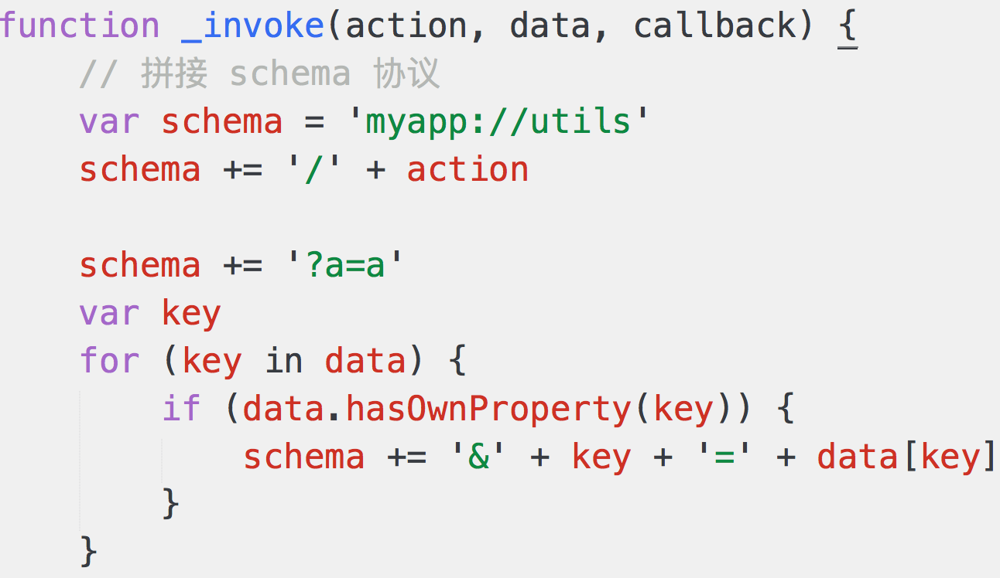 function _invoke(action, data, callback) {
// 拼接 schema 协议
var schema = 'myapp://utils'
schema += '/' + action
schema += '?a=a'
var key
for (key in data) {
if (data.hasOwnProperty(key)) {
schema += '&' + key + '=' + data[key]
}
}